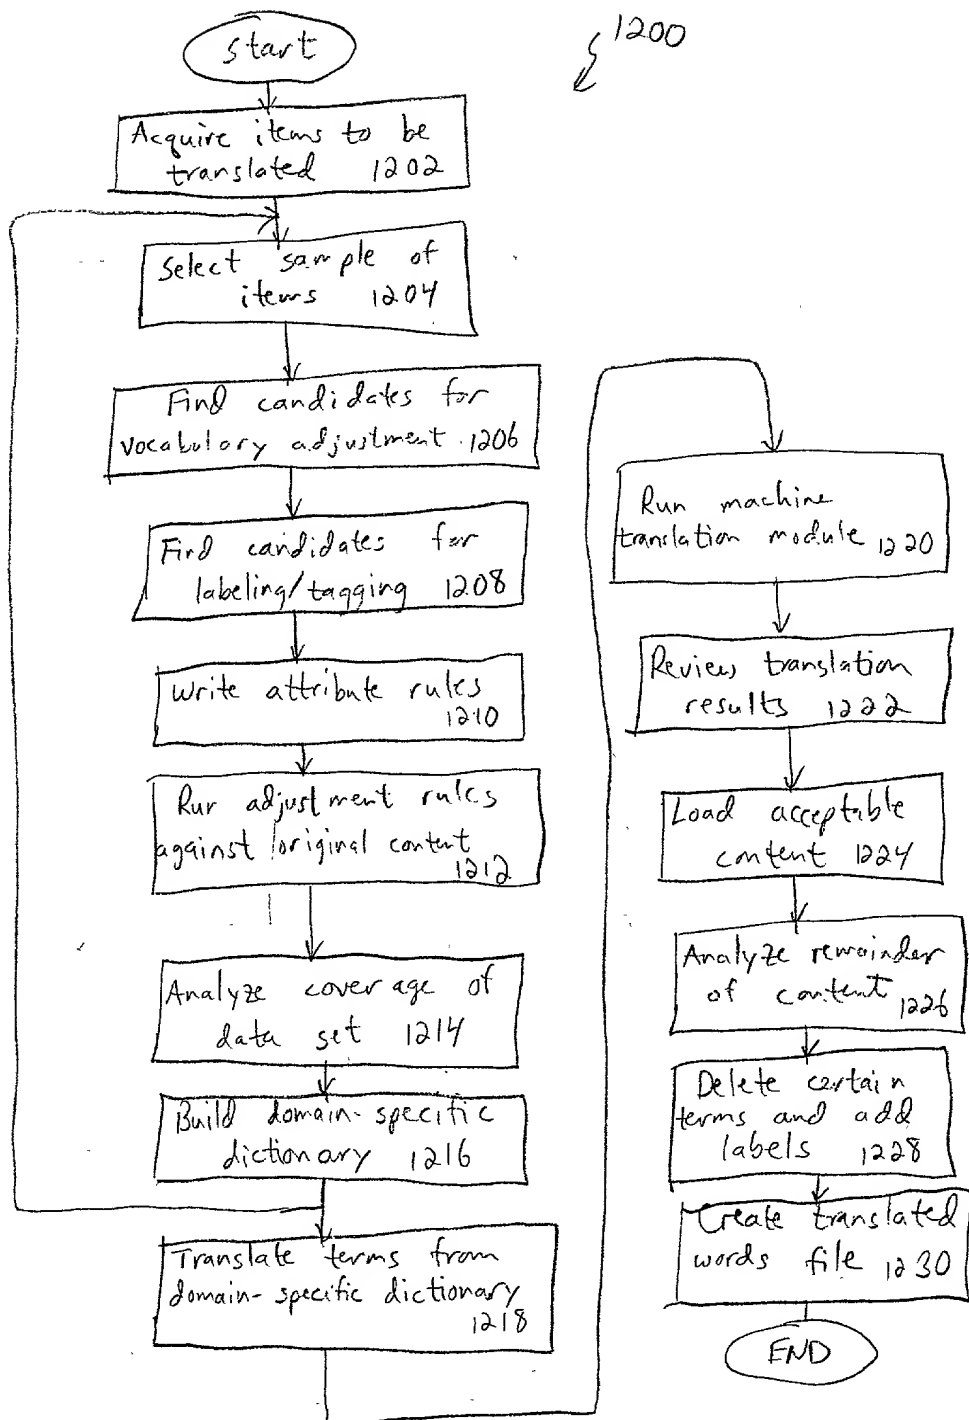 start
1200
Acquire items to be
translated 1202
Select sample of
items 1204
Find candidates for
vocabulary adjustment 1206
Find candidates for
labeling/tagging 1208
Write attribute rules
1210
Run adjustment rules
against original content
1212
Analyze coverage of
data set 1214
Build domain-specific
dictionary 1216
Translate terms from
domain-specific dictionary
1218
Run machine
translation module 1220
Review translation
results 1222
Load acceptable
content 1224
Analyze remainder
of content 1226
Delete certain
terms and add
labels 1228
Create translated
words file 1230
END